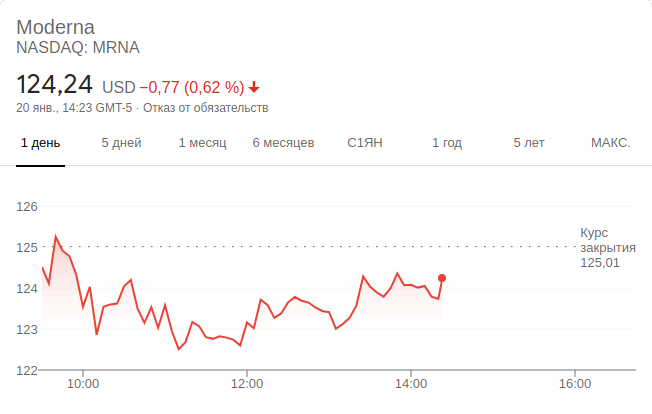 Moderna
NASDAQ: MRNA
124,24 USD −0,77 (0,62 %)
20 янв., 14:23 GMT-5 · Отказ от обязательств
1 день 5 дней 1 месяц 6 месяцев С1ЯН 1 год 5 лет МАКС.
126
Курс
125 закрытия
125,01
124
123
122
10:00 12:00 14:00 16:00